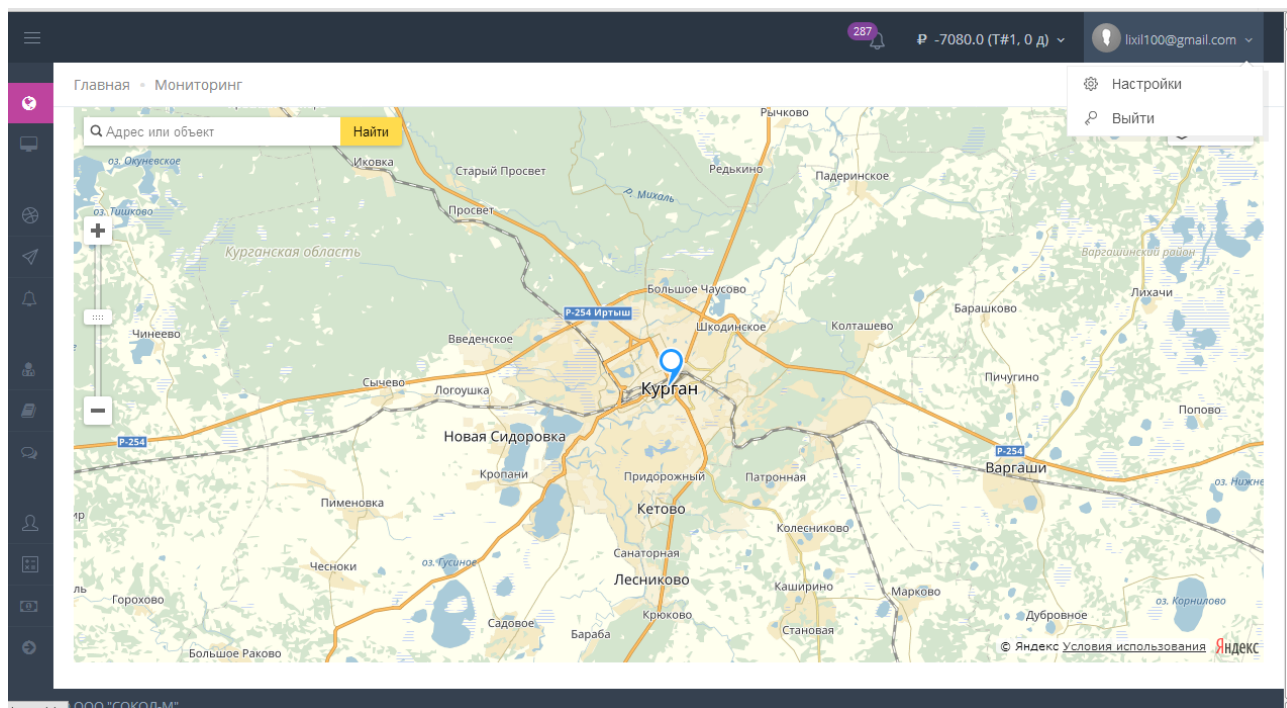 287
₽ -7080.0 (Т#1, 0 д)
lixil100@gmail.com
Настройки
Выйти
Главная • Мониторинг
Адрес или объект
Найти
Рычково
оз. Окуневское
Иковка
Старый Просвет
Редькино
Падеринское
р. Михаль
оз. Тишково
Просвет
Курганская область
Варгашинский район
Большое Чаусово
Лихачи
Р-254 Иртыш
Барашково
Чинеево
Введенское
Шкодинское
Колташево
Сычево
Логоушка
Курган
Пичугино
Попово
Р-254
Новая Сидоровка
Р-254
Варгаши
Кропани
Придорожный
Патронная
оз. Нижне
Пименовка
Кетово
ир
Колесниково
Санаторная
Чесноки
оз. Гусиное
Лесниково
Каширино
Марково
ль
Горохово
оз. Корнилово
Крюково
Дубровное
Садовое
Бараба
Становая
Большое Раково
© Яндекс Условия использования Яндекс
ООО "СОКОЛ-М"